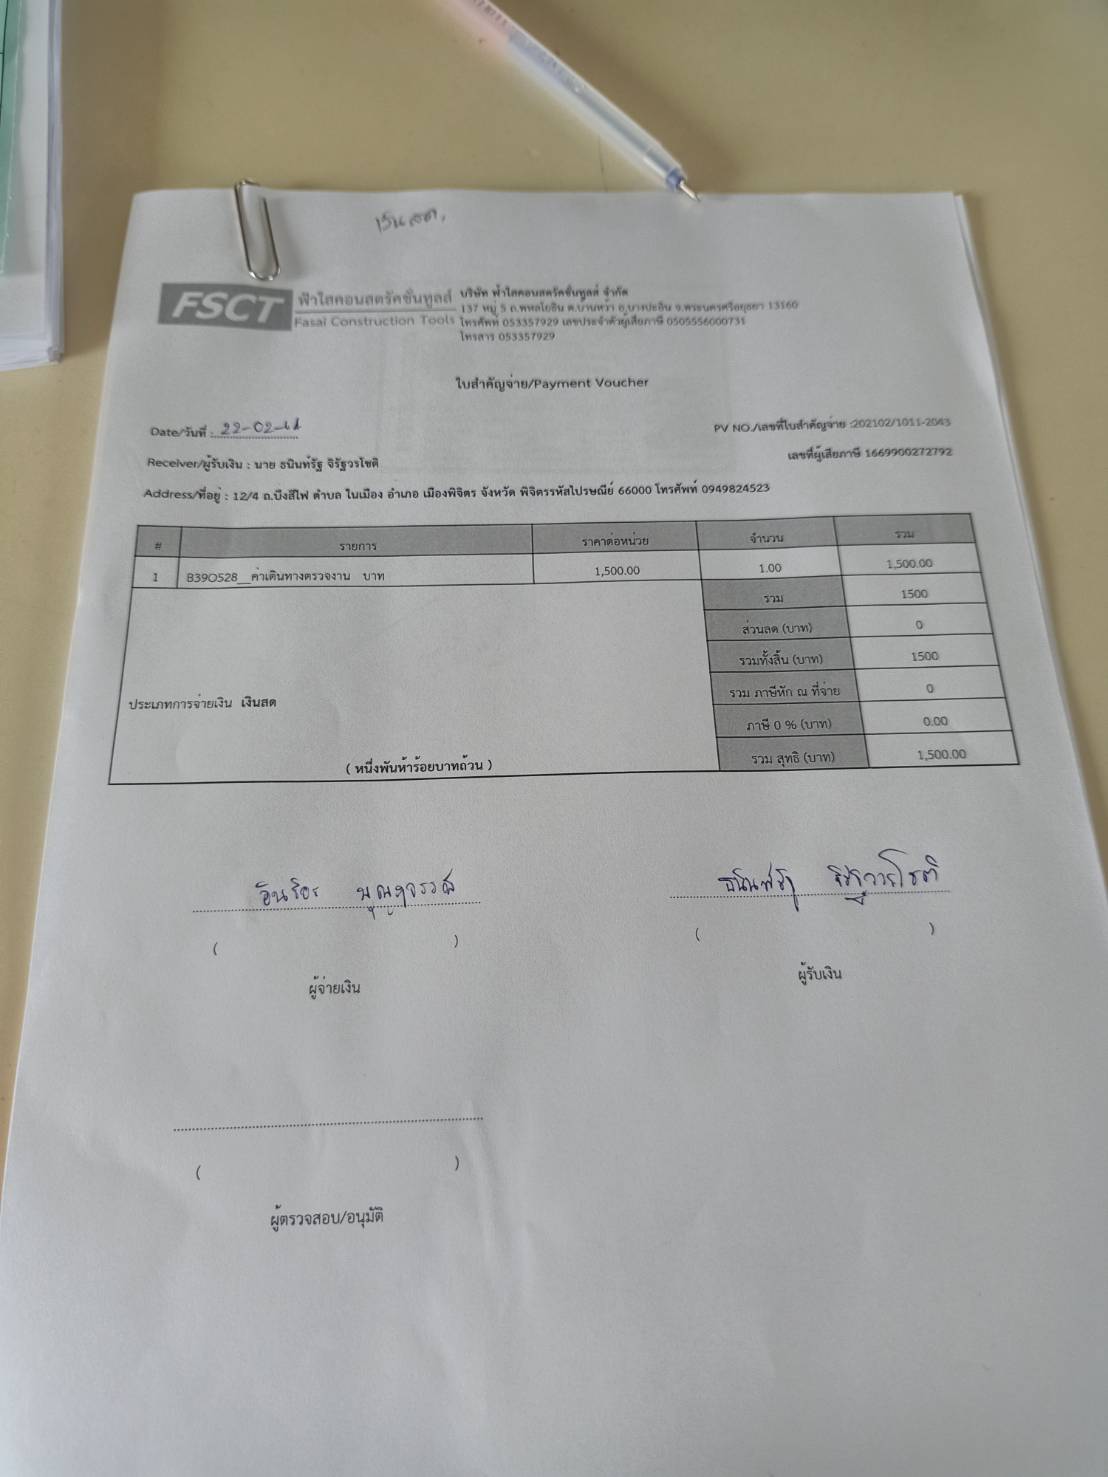 เงินสด.
FSCT ฟ้าใสคอนสตรัคชั่นทูลส์
Fasai Construction Tools
บริษัท ฟ้าใสคอนสตรัคชั่นทูลส์ จำกัด
137 หมู่ 5 ถ.พหลโยธิน ต.บ้านหว้า อ.บางปะอิน จ.พระนครศรีอยุธยา 13160
โทรศัพท์ 053357929 เลขประจำตัวผู้เสียภาษี 0505556000731
โทรสาร 053357929
ใบสำคัญจ่าย/Payment Voucher
Date/วันที่ : 22-02-64
PV NO./เลขที่ใบสำคัญจ่าย :202102/1011-2043
Receiver/ผู้รับเงิน : นาย ธนินท์รัฐ จิรัฐวรโชติ
เลขที่ผู้เสียภาษี 1669900272792
Address/ที่อยู่ : 12/4 ถ.บึงสีไฟ ตำบล ในเมือง อำเภอ เมืองพิจิตร จังหวัด พิจิตรรหัสไปรษณีย์ 66000 โทรศัพท์ 0949824523
# รายการ ราคาต่อหน่วย จำนวน รวม
1 B390528__ค่าเดินทางตรวจงาน บาท 1,500.00 1.00 1,500.00
รวม 1500
ส่วนลด (บาท) 0
รวมทั้งสิ้น (บาท) 1500
ประเภทการจ่ายเงิน เงินสด
รวม ภาษีหัก ณ ที่จ่าย 0
ภาษี 0 % (บาท) 0.00
(หนึ่งพันห้าร้อยบาทถ้วน)
รวม สุทธิ (บาท) 1,500.00
ธนินท์รัฐ จิรัฐวรโชติ
( )
( )
ผู้จ่ายเงิน
ผู้รับเงิน
( )
ผู้ตรวจสอบ/อนุมัติ